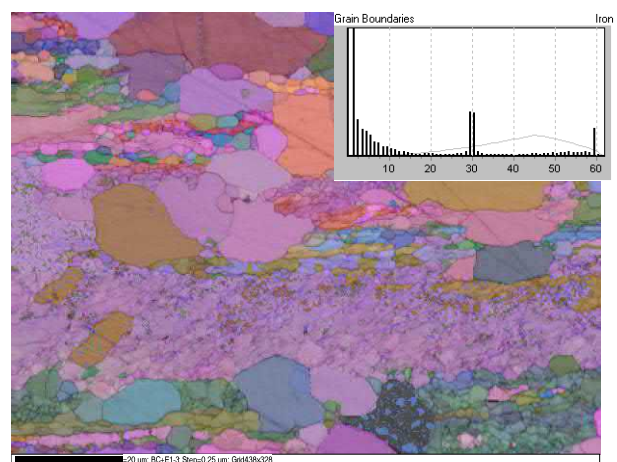 Grain Boundaries Iron
10 20 30 40 50 60
=20 µm; BC+E1-3; Step=0.25 µm; Grid438x328